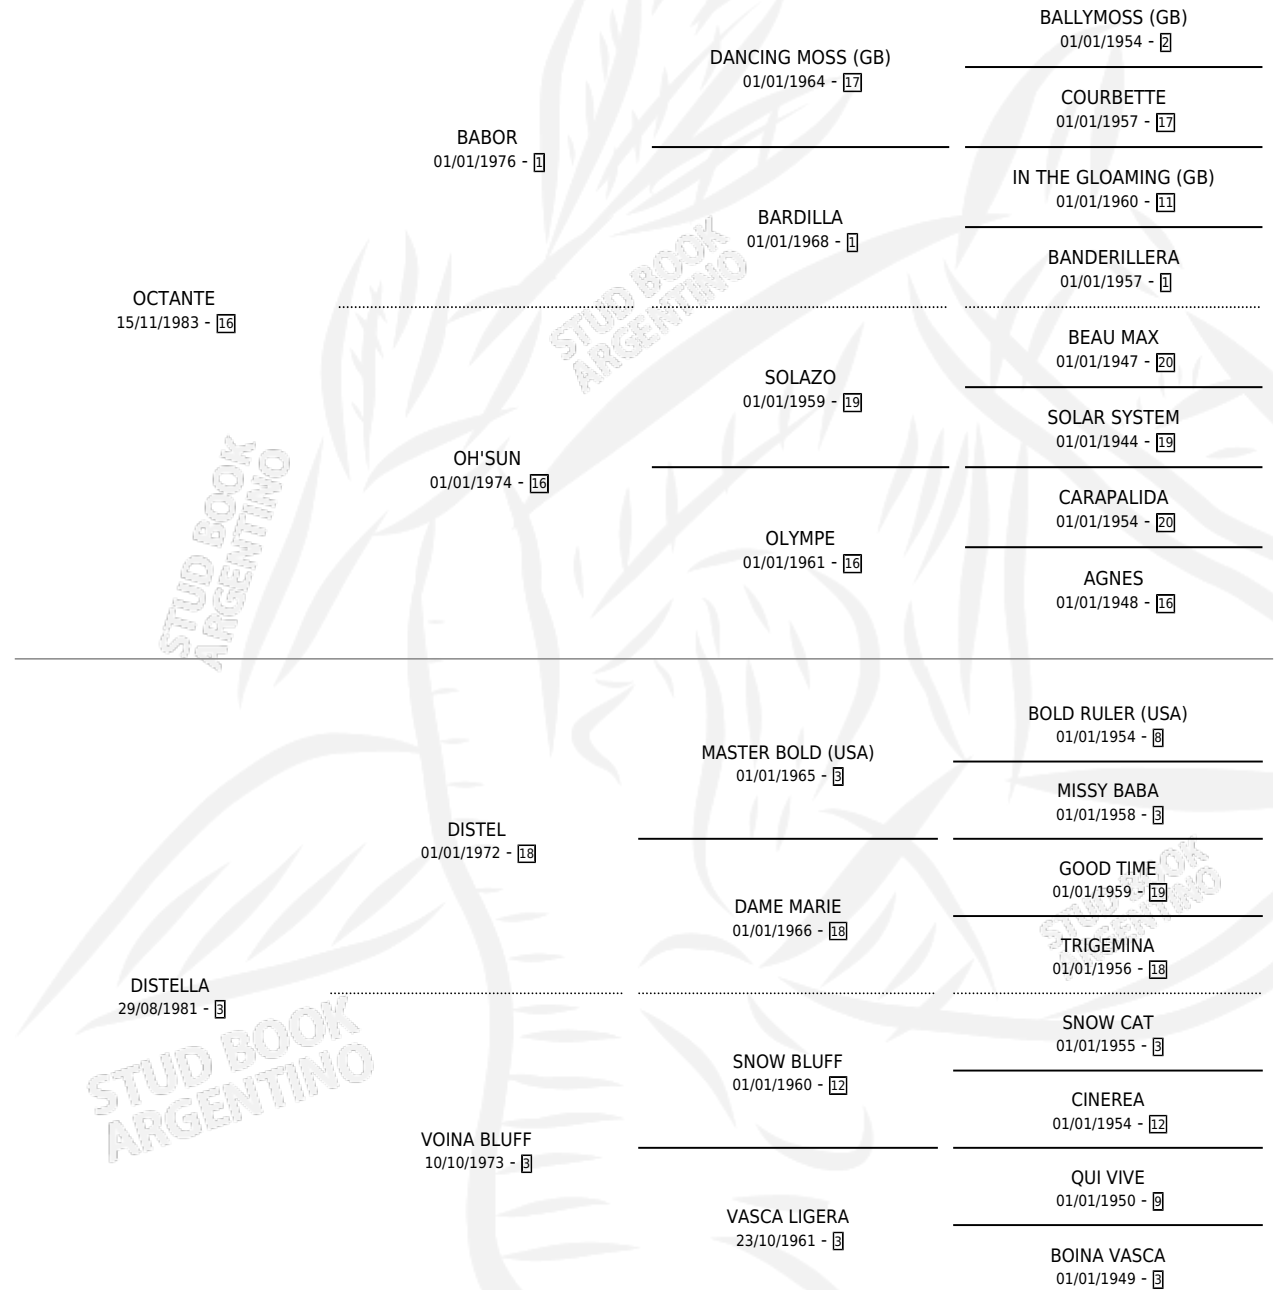 BALLYMOSS (GB)
01/01/1954 - 2
DANCING MOSS (GB)
01/01/1964 - 17
COURBETTE
01/01/1957 - 17
BABOR
01/01/1976 - 1
IN THE GLOAMING (GB)
01/01/1960 - 11
BARDILLA
01/01/1968 - 1
BANDERILLERA
01/01/1957 - 1
OCTANTE
15/11/1983 - 16
BEAU MAX
01/01/1947 - 20
SOLAZO
01/01/1959 - 19
SOLAR SYSTEM
01/01/1944 - 19
OH'SUN
01/01/1974 - 16
CARAPALIDA
01/01/1954 - 20
OLYMPE
01/01/1961 - 16
AGNES
01/01/1948 - 16
STUD BOOK
ARGENTINO
STUD BOOK
ARGENTINO
BOLD RULER (USA)
01/01/1954 - 8
MASTER BOLD (USA)
01/01/1965 - 3
MISSY BABA
01/01/1958 - 3
DISTEL
01/01/1972 - 18
GOOD TIME
01/01/1959 - 19
DAME MARIE
01/01/1966 - 18
TRIGEMINA
01/01/1956 - 18
STUD BOOK
ARGENTINO
DISTELLA
29/08/1981 - 3
SNOW CAT
01/01/1955 - 3
SNOW BLUFF
01/01/1960 - 12
CINEREA
01/01/1954 - 12
STUD BOOK
ARGENTINO
VOINA BLUFF
10/10/1973 - 3
QUI VIVE
01/01/1950 - 9
VASCA LIGERA
23/10/1961 - 3
BOINA VASCA
01/01/1949 - 3